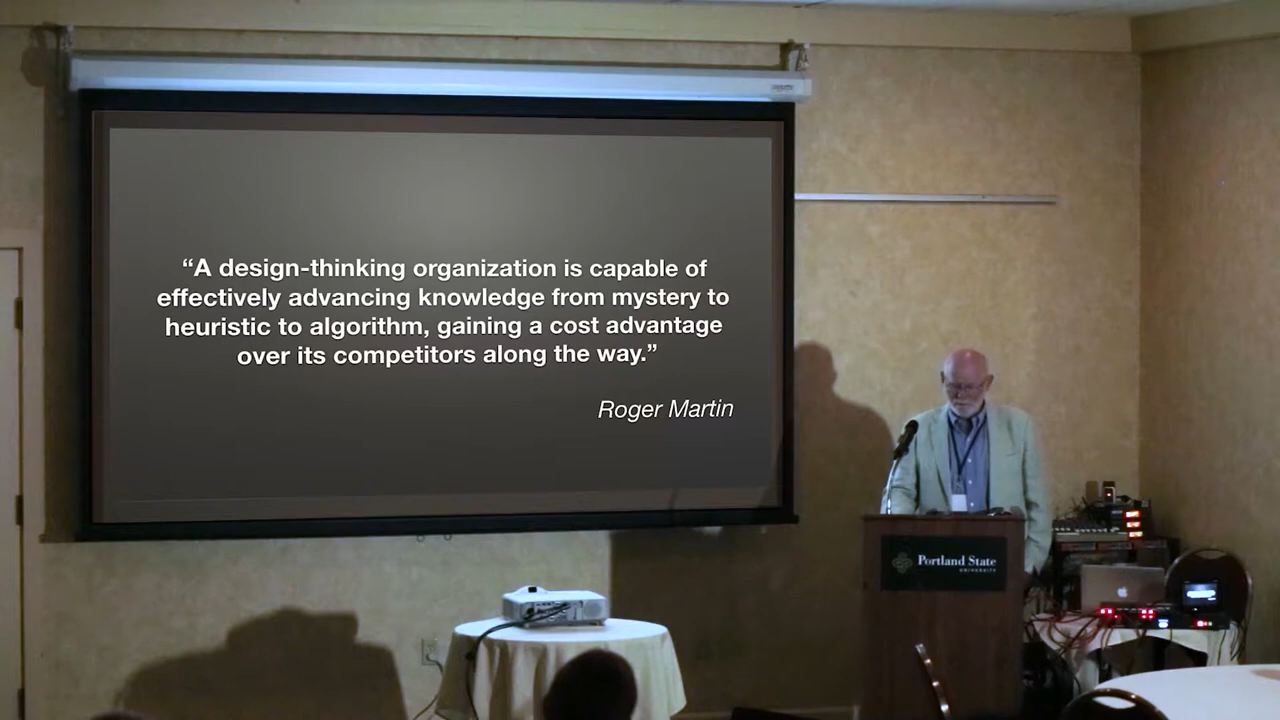 “A design-thinking organization is capable of
effectively advancing knowledge from mystery to
heuristic to algorithm, gaining a cost advantage
over its competitors along the way.”
Roger Martin
Portland State
UNIVERSITY